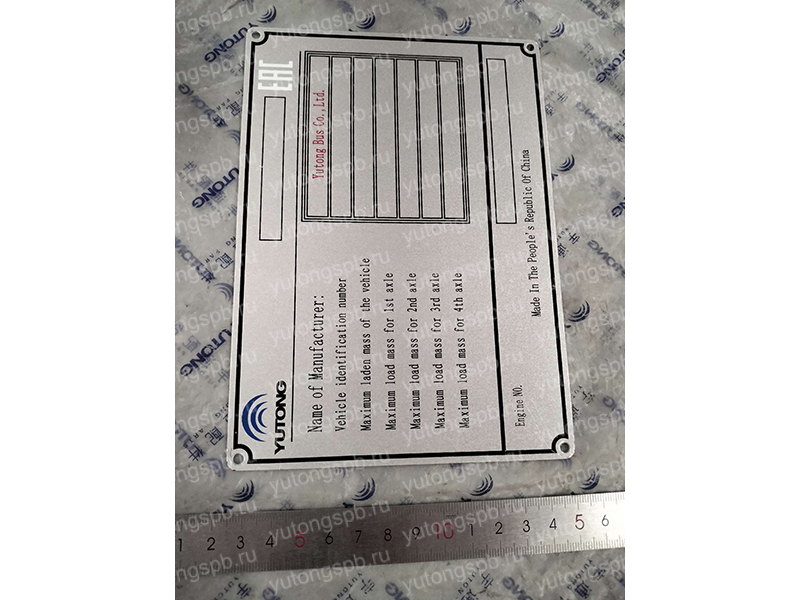 YUTONG
EAC
Name of Manufacturer: Yutong Bus Co.,Ltd.
Vehicle identification number
Maximum laden mass of the vehicle
Maximum load mass for 1st axle
Maximum load mass for 2nd axle
Maximum load mass for 3rd axle
Maximum load mass for 4th axle
Engine NO.
Made In The People's Republic Of China
1 2 3 4 5 6 7 8 9 10 1 2 3 4 5 6
yutongspb.ru